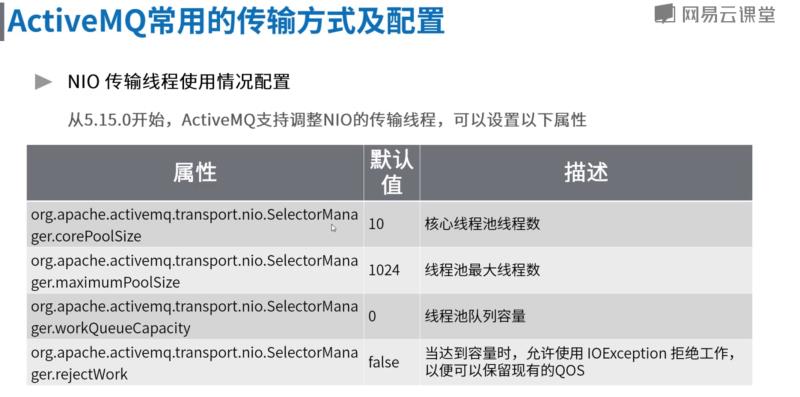 ActiveMQ常用的传输方式及配置
网易云课堂
NIO 传输线程使用情况配置
从5.15.0开始，ActiveMQ支持调整NIO的传输线程，可以设置以下属性
属性
默认
值
描述
org.apache.activemq.transport.nio.SelectorMana
ger.corePoolSize
10
核心线程池线程数
org.apache.activemq.transport.nio.SelectorMana
ger.maximumPoolSize
1024
线程池最大线程数
org.apache.activemq.transport.nio.SelectorMana
ger.workQueueCapacity
0
线程池队列容量
org.apache.activemq.transport.nio.SelectorMana
ger.rejectWork
false
当达到容量时，允许使用 IOException 拒绝工作，
以便可以保留现有的QOS